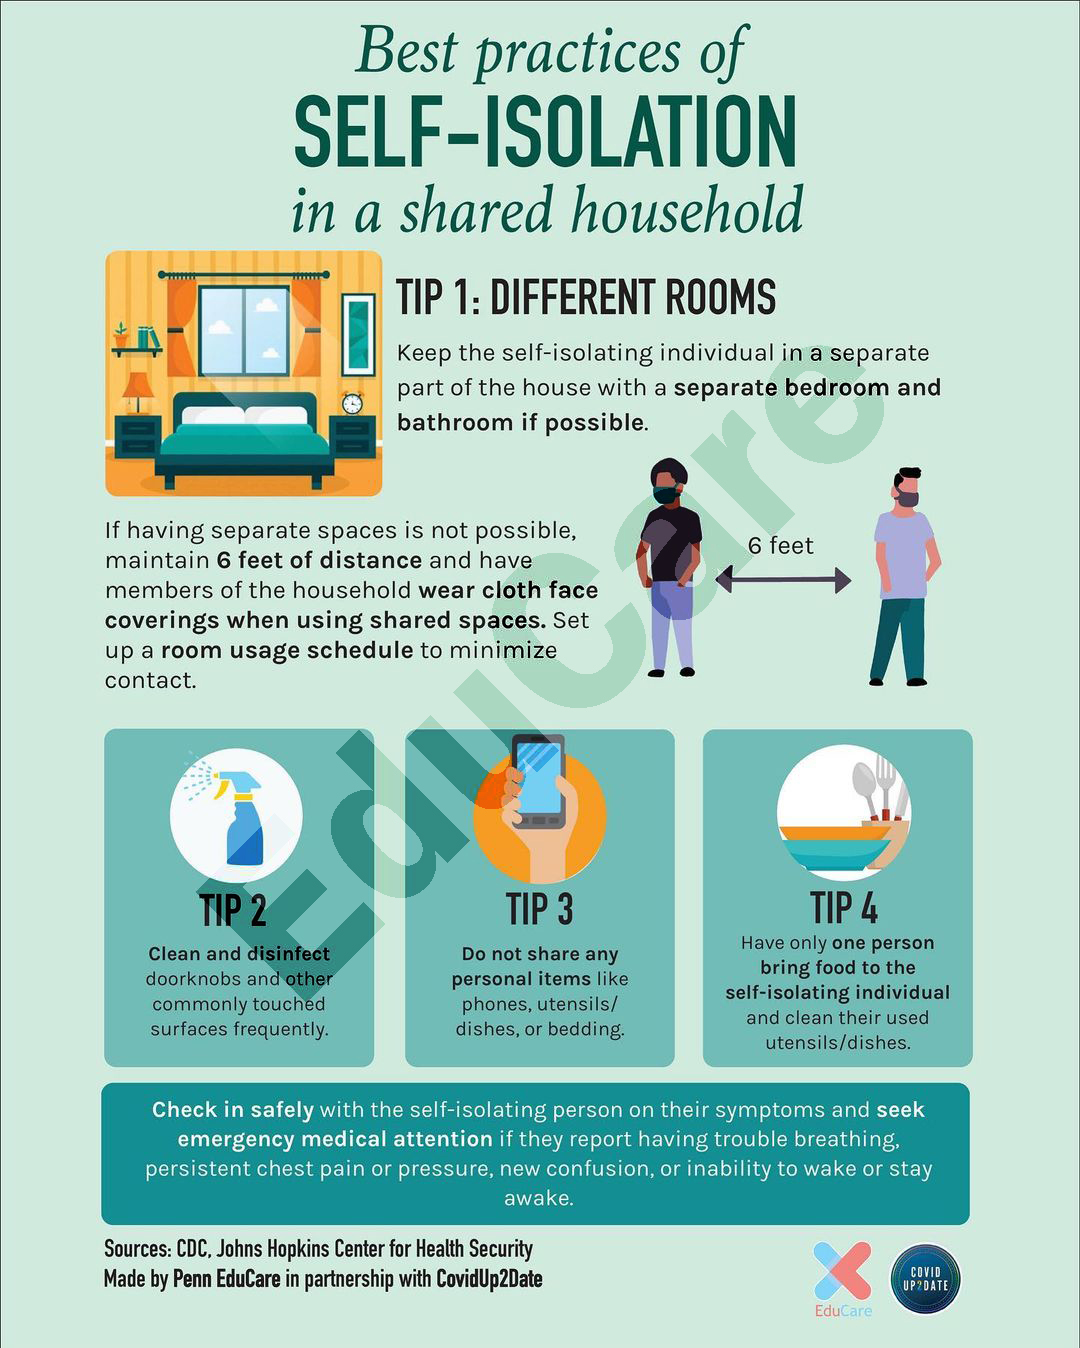 Best practices of
SELF-ISOLATION
in a shared household
TIP 1: DIFFERENT ROOMS
Keep the self-isolating individual in a separate
part of the house with a separate bedroom and
bathroom if possible.
If having separate spaces is not possible,
maintain 6 feet of distance and have
members of the household wear cloth face
coverings when using shared spaces. Set
up a room usage schedule to minimize
contact.
6 feet
TIP 2
Clean and disinfect
doorknobs and other
commonly touched
surfaces frequently.
TIP 3
Do not share any
personal items like
phones, utensils/
dishes, or bedding.
TIP 4
Have only one person
bring food to the
self-isolating individual
and clean their used
utensils/dishes.
Check in safely with the self-isolating person on their symptoms and seek
emergency medical attention if they report having trouble breathing,
persistent chest pain or pressure, new confusion, or inability to wake or stay
awake.
Sources: CDC, Johns Hopkins Center for Health Security
Made by Penn EduCare in partnership with CovidUp2Date
EduCare
COVID
UP2DATE
EduCare